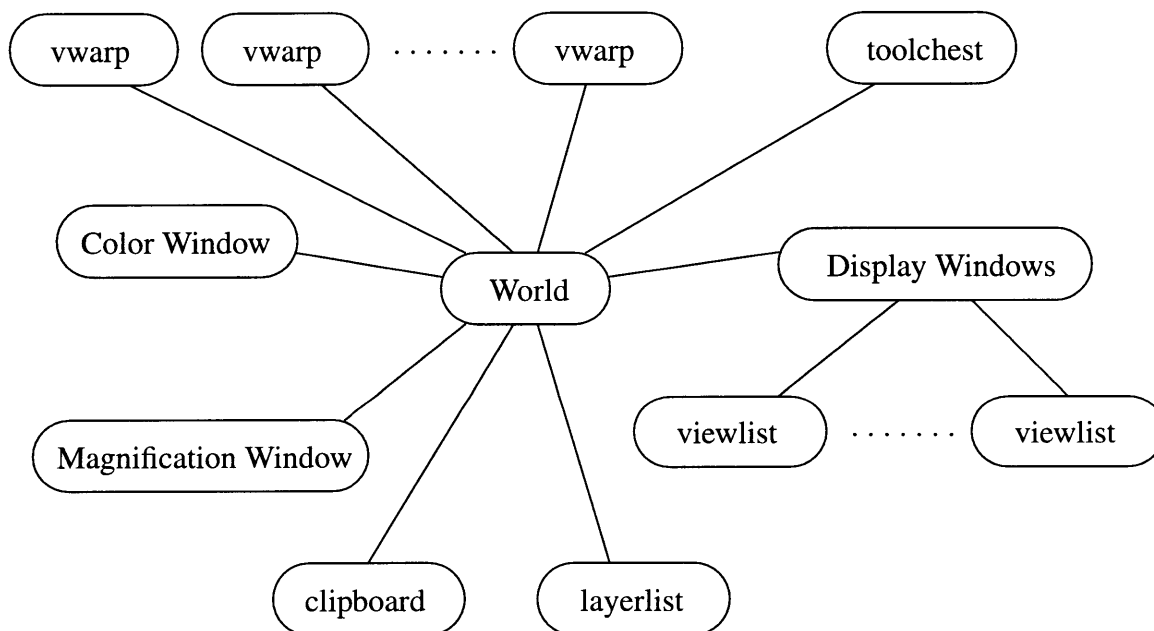 vwarp
vwarp
. . . . . . .
vwarp
toolchest
Color Window
World
Display Windows
viewlist
. . . . . . .
viewlist
Magnification Window
clipboard
layerlist